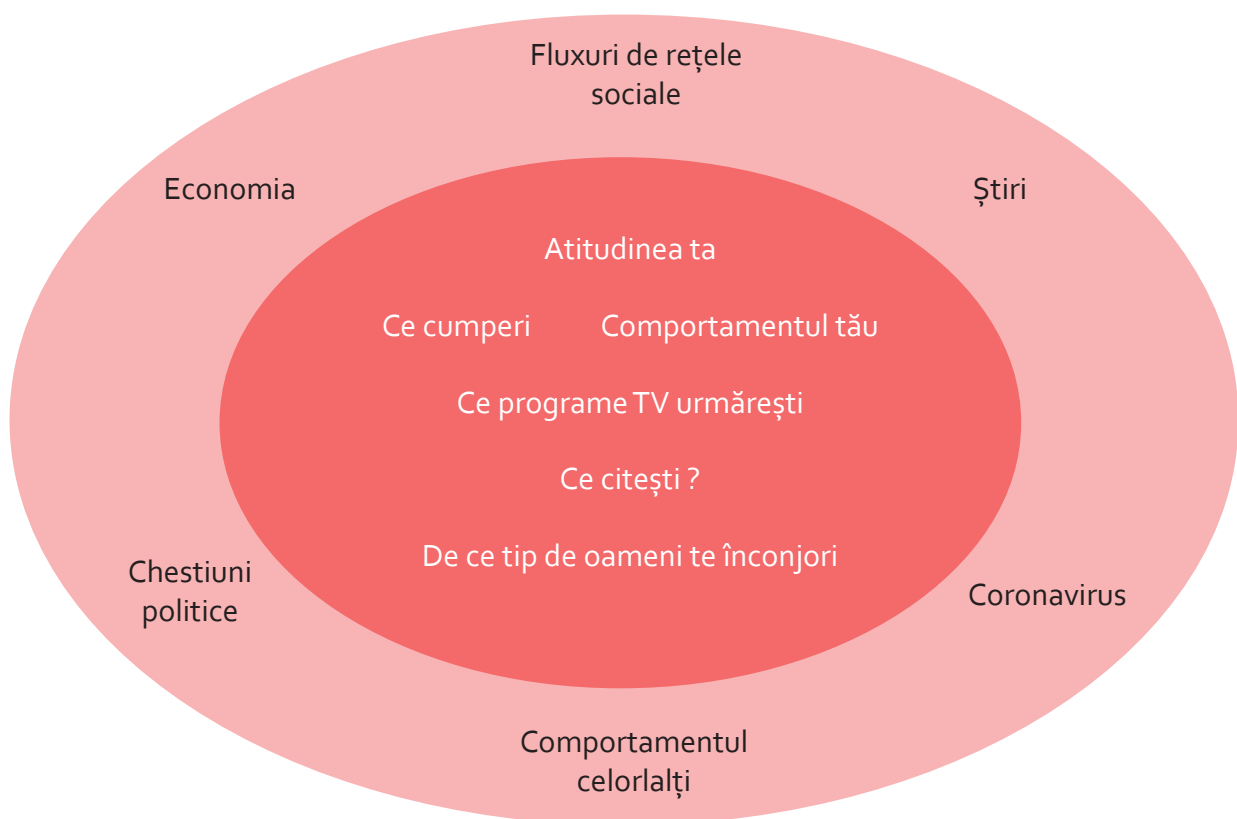 Fluxuri de rețele
sociale
Economia
Știri
Atitudinea ta
Ce cumperi
Comportamentul tău
Ce programe TV urmărești
Ce citești ?
De ce tip de oameni te înconjori
Chestiuni
politice
Coronavirus
Comportamentul
celorlalți